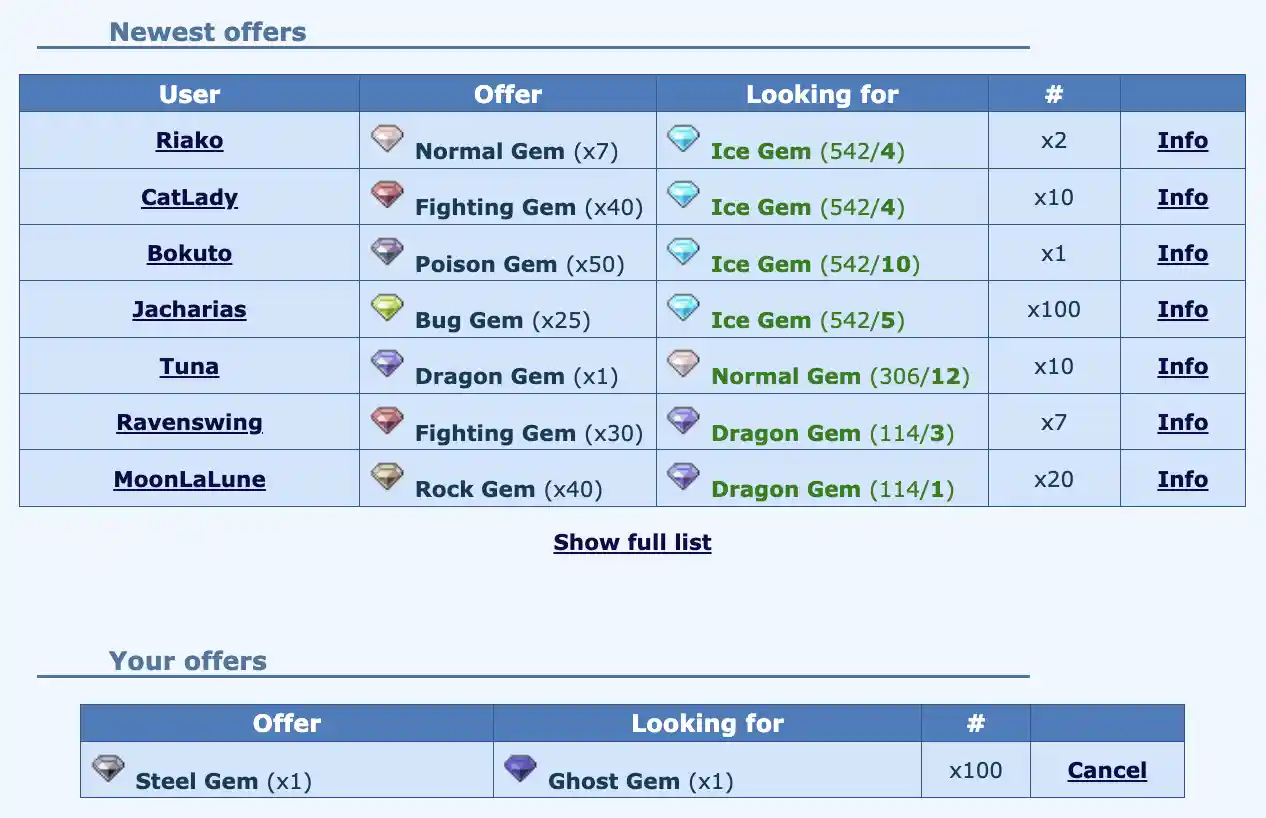 Newest offers
User Offer Looking for #
Riako Normal Gem (x7) Ice Gem (542/4) x2 Info
CatLady Fighting Gem (x40) Ice Gem (542/4) x10 Info
Bokuto Poison Gem (x50) Ice Gem (542/10) x1 Info
Jacharias Bug Gem (x25) Ice Gem (542/5) x100 Info
Tuna Dragon Gem (x1) Normal Gem (306/12) x10 Info
Ravenswing Fighting Gem (x30) Dragon Gem (114/3) x7 Info
MoonLaLune Rock Gem (x40) Dragon Gem (114/1) x20 Info
Show full list
Your offers
Offer Looking for #
Steel Gem (x1) Ghost Gem (x1) x100 Cancel